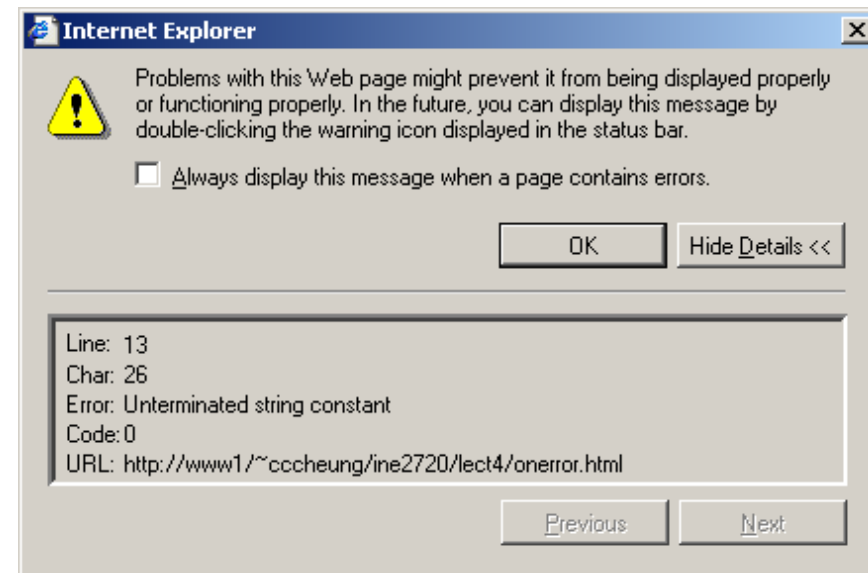 Internet Explorer
Problems with this Web page might prevent it from being displayed properly
or functioning properly. In the future, you can display this message by
double-clicking the warning icon displayed in the status bar.
Always display this message when a page contains errors.
OK
Hide Details <<
Line: 13
Char: 26
Error: Unterminated string constant
Code: 0
URL: http://www1/~cccheung/ine2720/lect4/onerror.html
Previous
Next